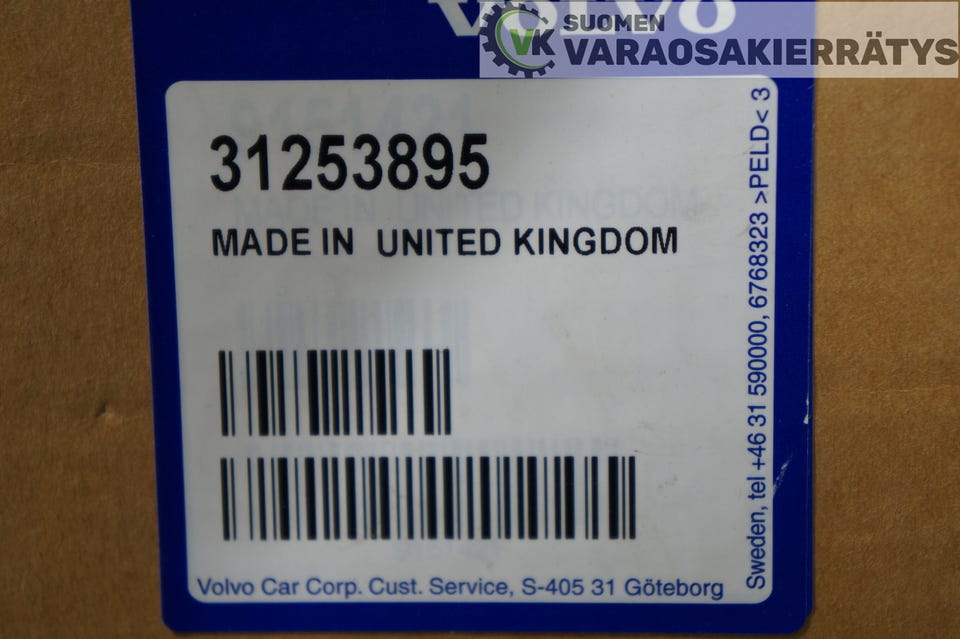 VOLVO
VK
SUOMEN
VARAOSAKIERRÄTYS
31253895
MADE IN UNITED KINGDOM
Volvo Car Corp. Cust. Service, S-405 31 Göteborg
Sweden, tel +46 31 590000, 6768323 >PELD< 3